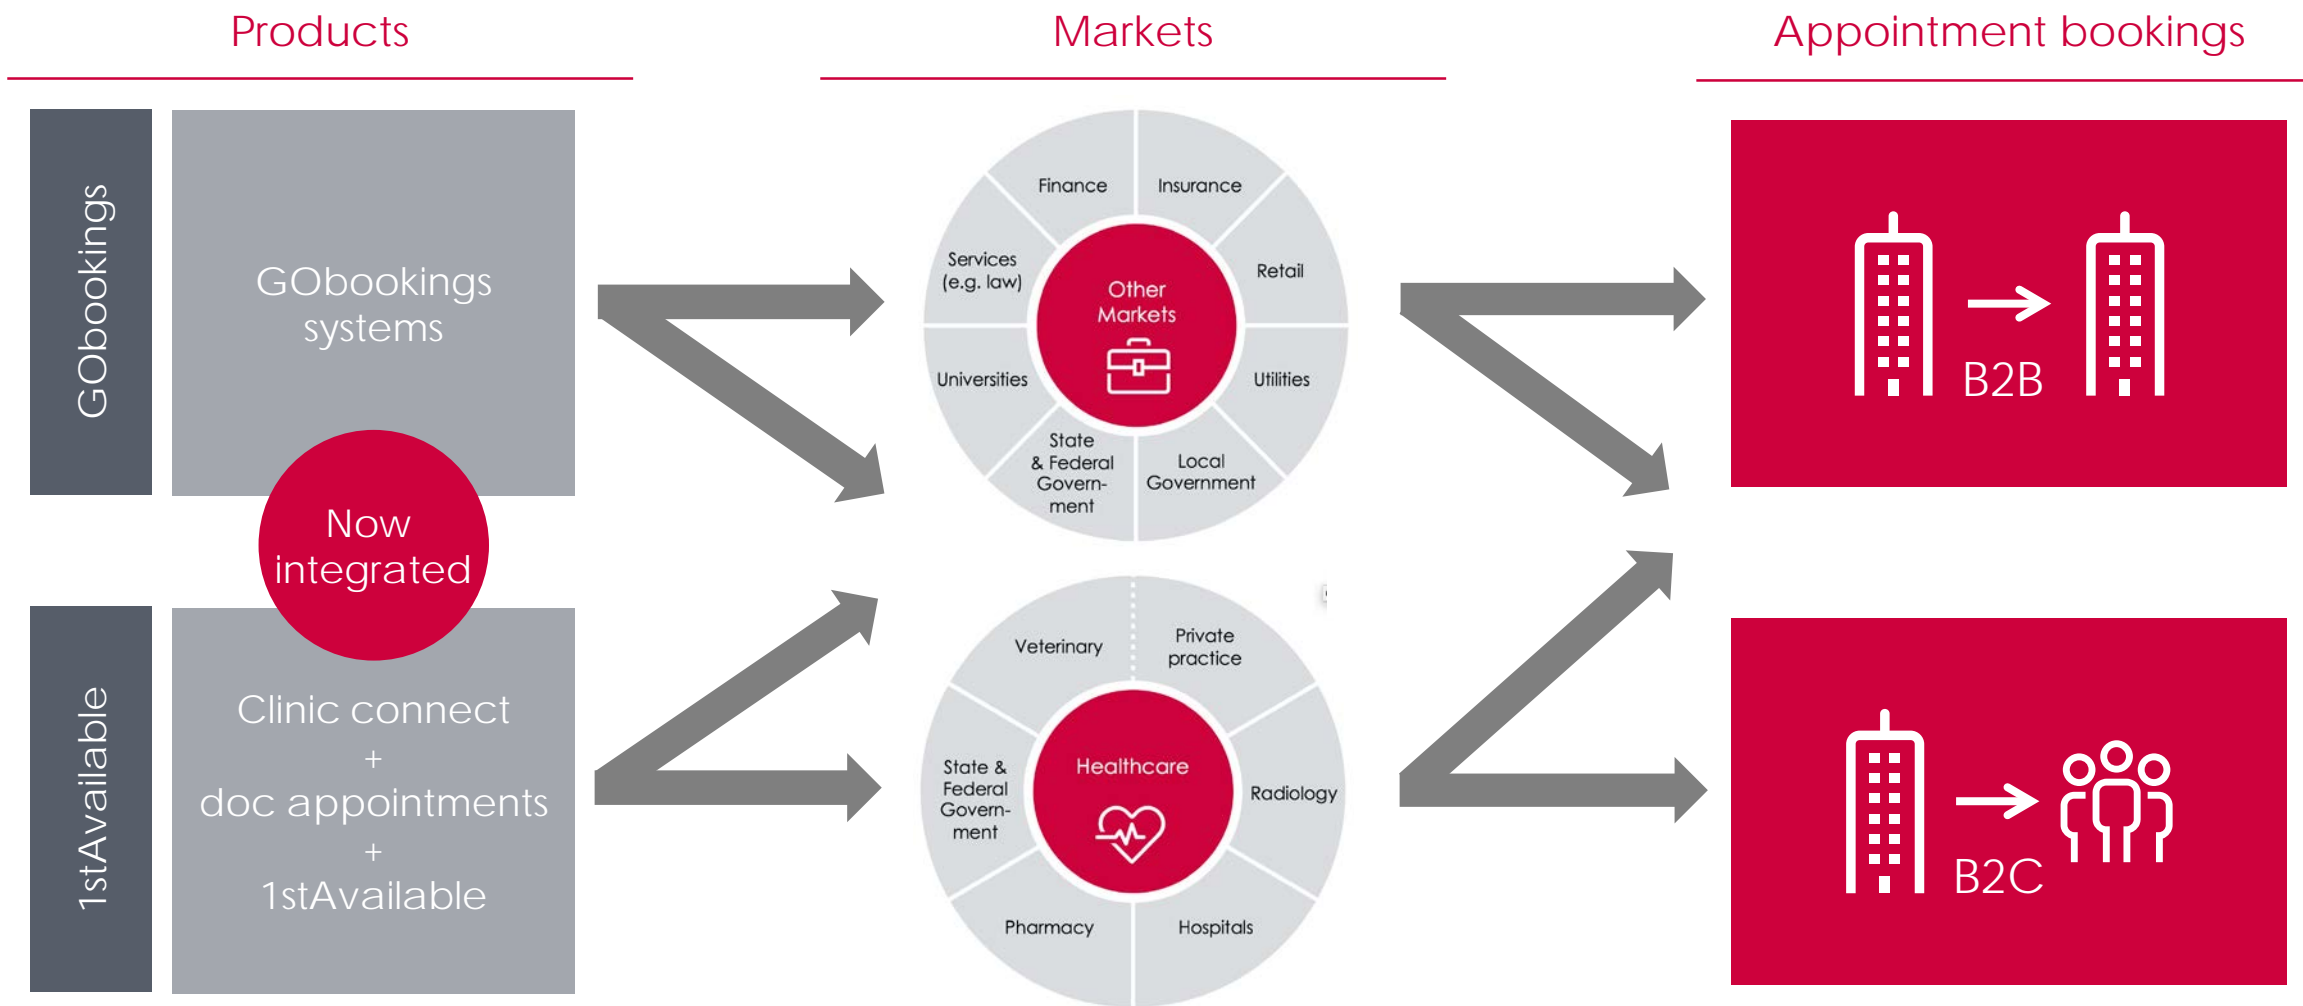 Products
Markets
Appointment bookings
GObookings
GObookings
systems
Now
integrated
1stAvailable
Clinic connect
+
doc appointments
+
1stAvailable
Finance
Insurance
Services
(e.g. law)
Retail
Other
Markets
Universities
Utilities
State
& Federal
Govern-
ment
Local
Government
Veterinary
Private
practice
State &
Federal
Govern-
ment
Healthcare
Radiology
Pharmacy
Hospitals
B2B
B2C